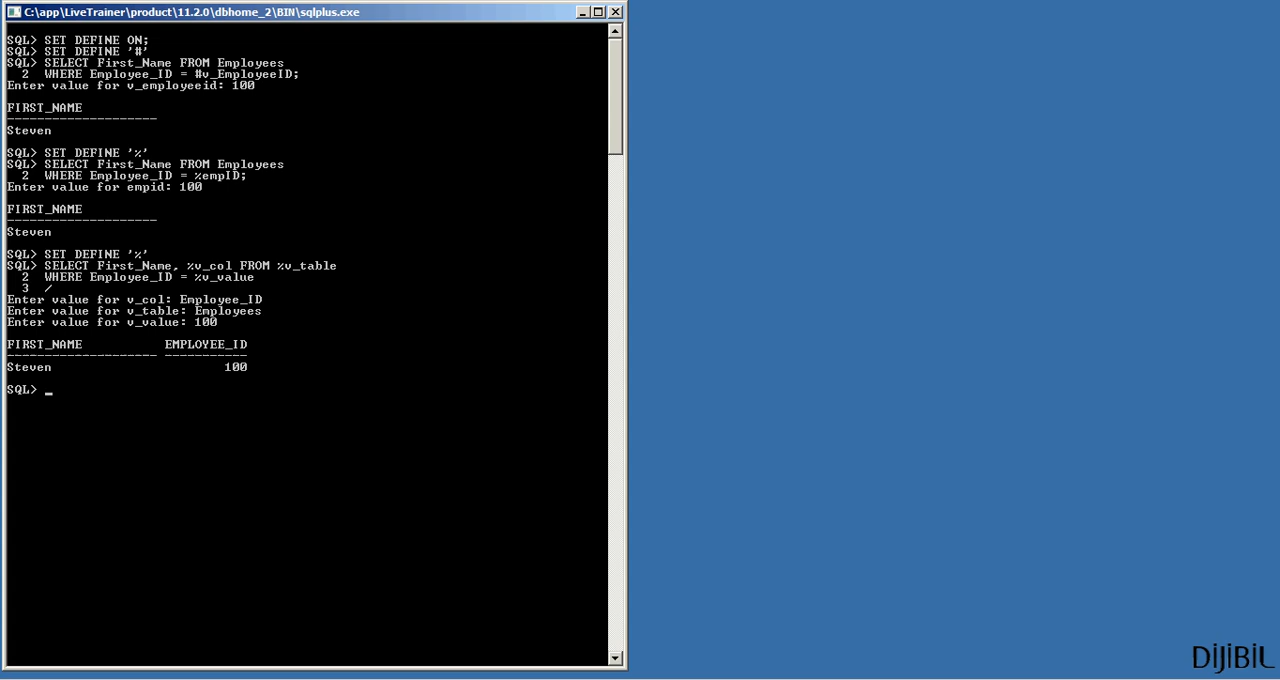 C:\app\LiveTrainer\product\11.2.0\dbhome_2\BIN\sqlplus.exe
SQL> SET DEFINE ON;
SQL> SET DEFINE '#'
SQL> SELECT First_Name FROM Employees
2 WHERE Employee_ID = #v_EmployeeID;
Enter value for v_employeeid: 100
FIRST_NAME
--------------------
Steven
SQL> SET DEFINE '%'
SQL> SELECT First_Name FROM Employees
2 WHERE Employee_ID = %empID;
Enter value for empid: 100
FIRST_NAME
--------------------
Steven
SQL> SET DEFINE '%'
SQL> SELECT First_Name, %v_col FROM %v_table
2 WHERE Employee_ID = %v_value
3 /
Enter value for v_col: Employee_ID
Enter value for v_table: Employees
Enter value for v_value: 100
FIRST_NAME EMPLOYEE_ID
-------------------- -----------
Steven 100
SQL> _
DIJIBIL